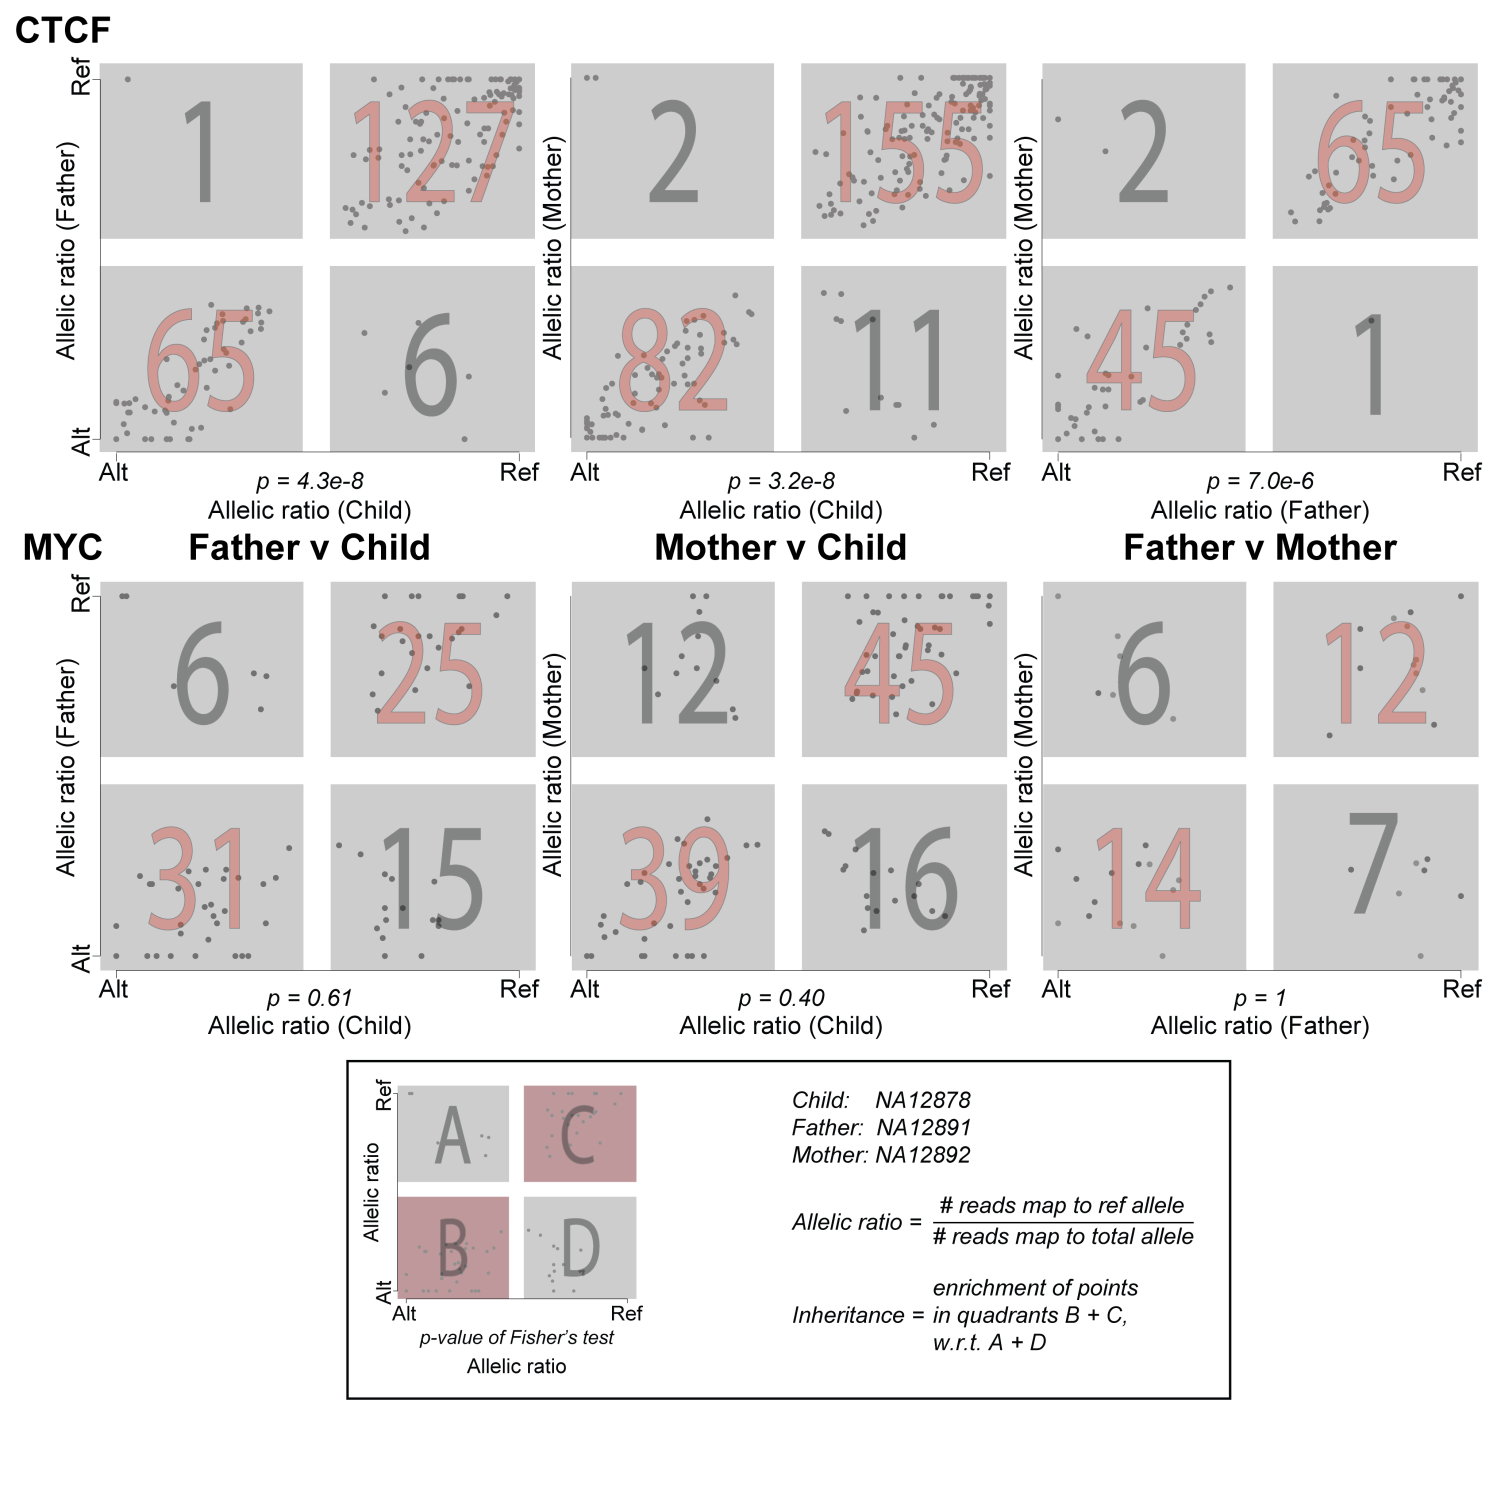 CTCF
Ref
Allelic ratio (Father)
Alt
1
127
65
6
Alt
Ref
p = 4.3e-8
Allelic ratio (Child)
Allelic ratio (Mother)
2
155
82
11
Alt
Ref
p = 3.2e-8
Allelic ratio (Child)
Allelic ratio (Mother)
2
65
45
1
Alt
Ref
p = 7.0e-6
Allelic ratio (Father)
MYC
Father v Child
Mother v Child
Father v Mother
Ref
Allelic ratio (Father)
Alt
6
25
31
15
Alt
Ref
p = 0.61
Allelic ratio (Child)
Allelic ratio (Mother)
12
45
39
16
Alt
Ref
p = 0.40
Allelic ratio (Child)
Allelic ratio (Mother)
6
12
14
7
Alt
Ref
p = 1
Allelic ratio (Father)
Ref
Allelic ratio
Alt
A
C
B
D
Alt
Ref
p-value of Fisher's test
Allelic ratio
Child: NA12878
Father: NA12891
Mother: NA12892
# reads map to ref allele
Allelic ratio =
# reads map to total allele
enrichment of points
Inheritance = in quadrants B + C,
w.r.t. A + D